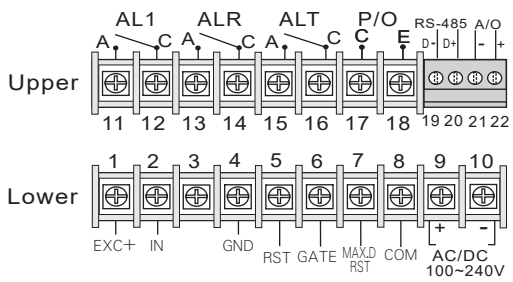 AL1 ALR ALT P/O RS-485 A/O
A C A C A C C E D- D+ - +
Upper
11 12 13 14 15 16 17 18 19 20 21 22
1 2 3 4 5 6 7 8 9 10
Lower
+ -
EXC+ IN GND RST GATE MAX.D RST COM AC/DC
100~240V